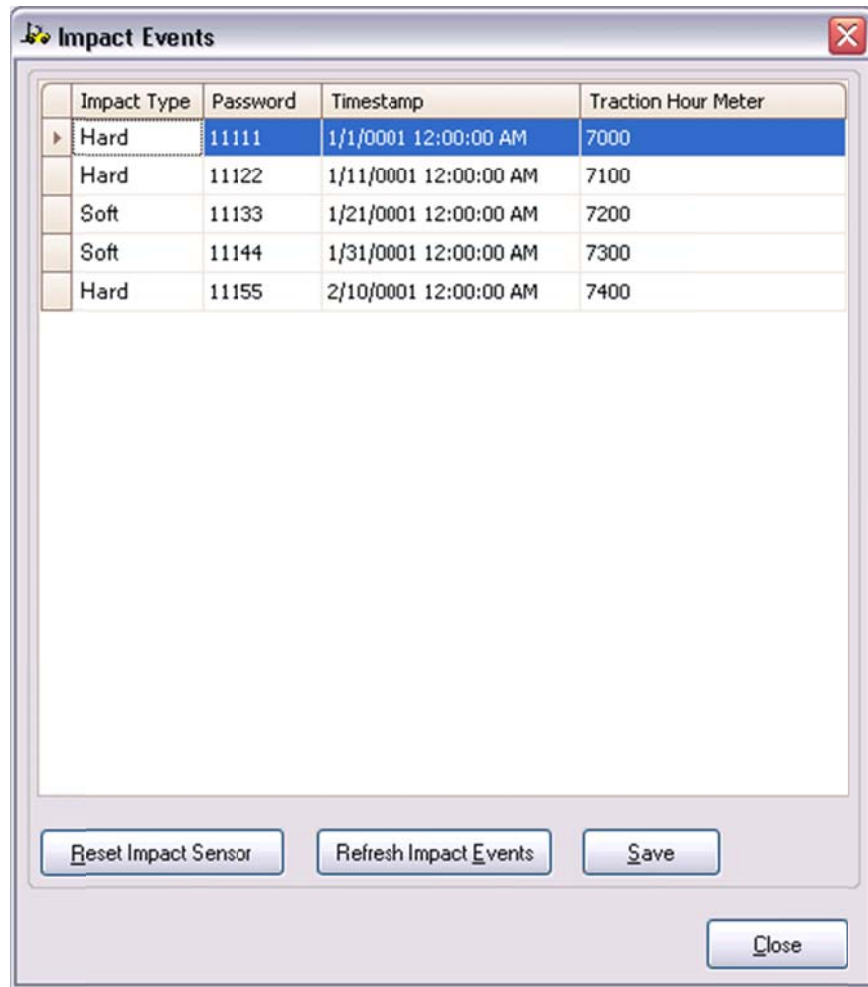 Impact Events
Impact Type Password Timestamp Traction Hour Meter
Hard 11111 1/1/0001 12:00:00 AM 7000
Hard 11122 1/11/0001 12:00:00 AM 7100
Soft 11133 1/21/0001 12:00:00 AM 7200
Soft 11144 1/31/0001 12:00:00 AM 7300
Hard 11155 2/10/0001 12:00:00 AM 7400
Reset Impact Sensor Refresh Impact Events Save
Close